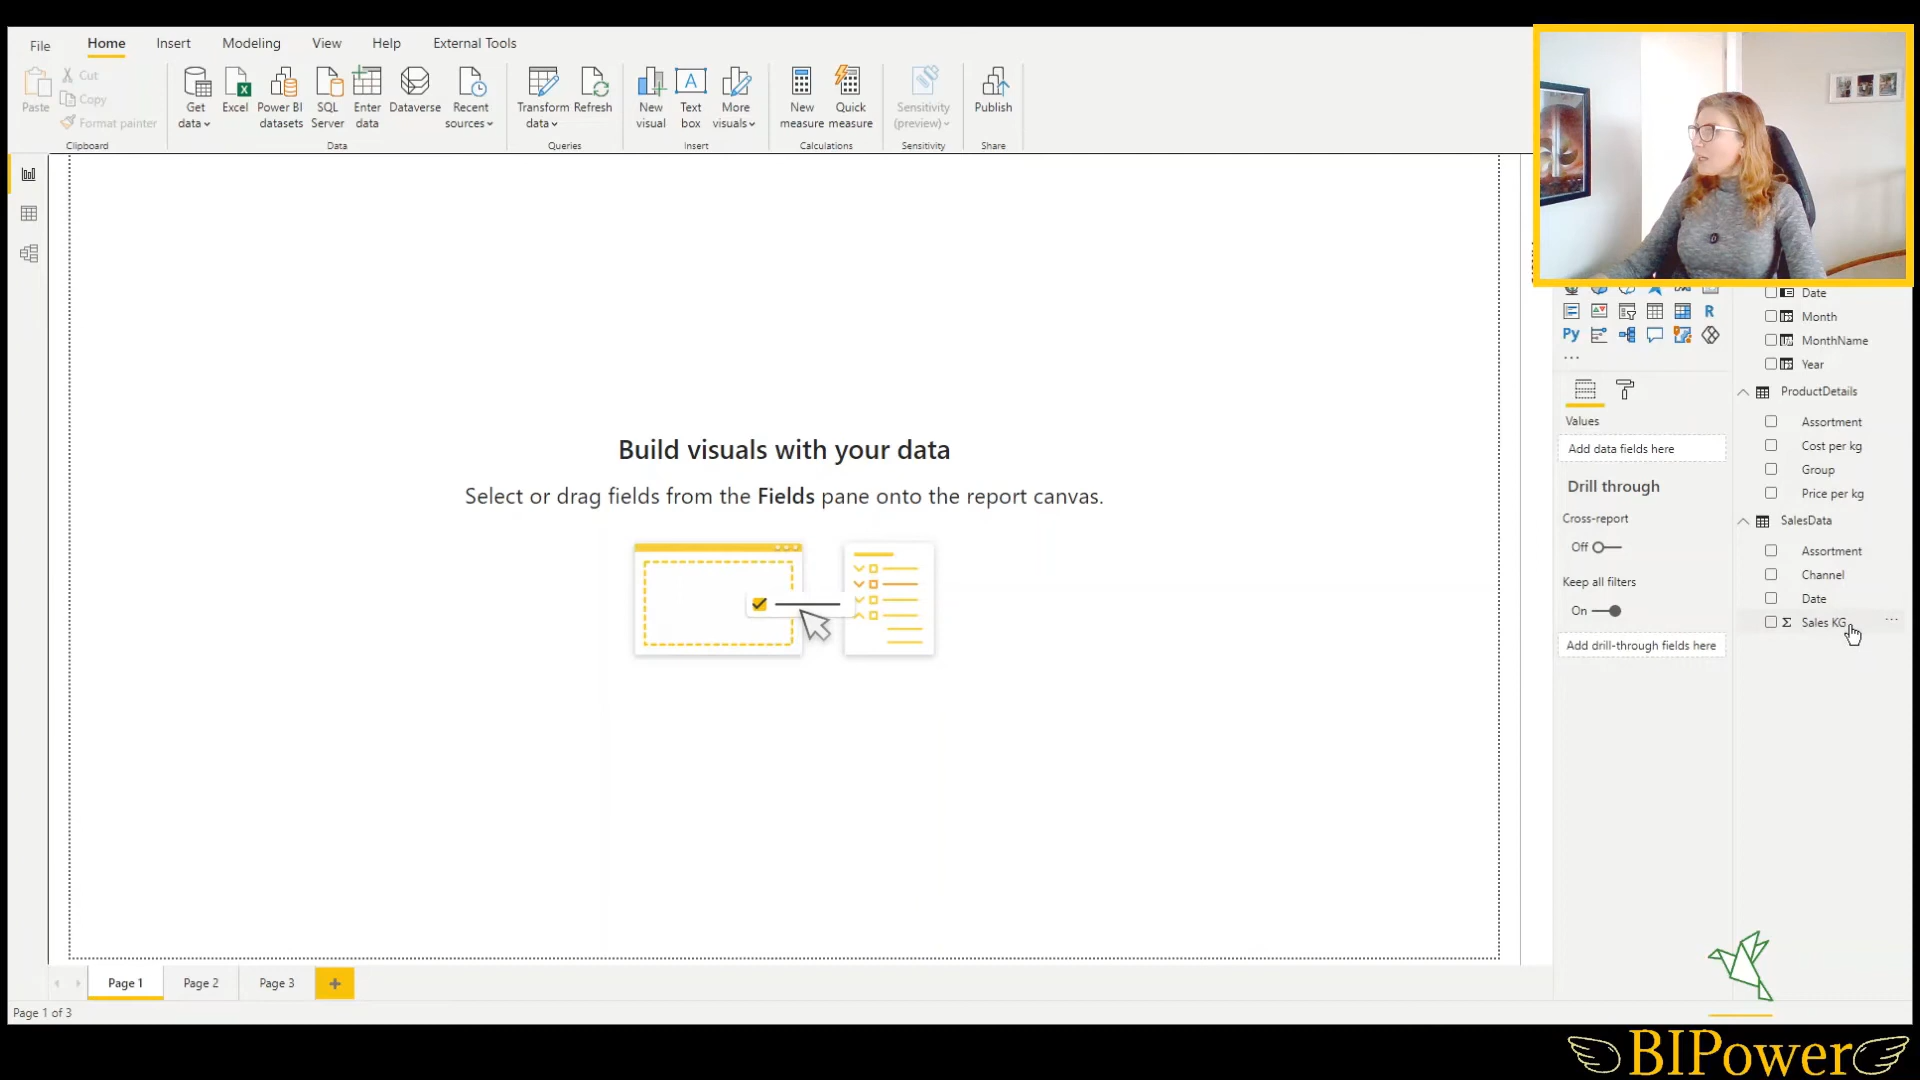 File
Home
Insert
Modeling
View
Help
External Tools
Paste
Cut
Copy
Format painter
Clipboard
Get data
Excel
Power BI datasets
SQL Server
Enter data
Dataverse
Recent sources
Data
Transform data
Refresh
Queries
New visual
Text box
More visuals
Insert
New measure
Quick measure
Calculations
Sensitivity (preview)
Sensitivity
Publish
Share
Build visuals with your data
Select or drag fields from the Fields pane onto the report canvas.
R
Py
...
Values
Add data fields here
Drill through
Cross-report
Off
Keep all filters
On
Add drill-through fields here
Date
Month
MonthName
Year
ProductDetails
Assortment
Cost per kg
Group
Price per kg
SalesData
Assortment
Channel
Date
Σ Sales KG ...
Page 1
Page 2
Page 3
+
Page 1 of 3
BIPower